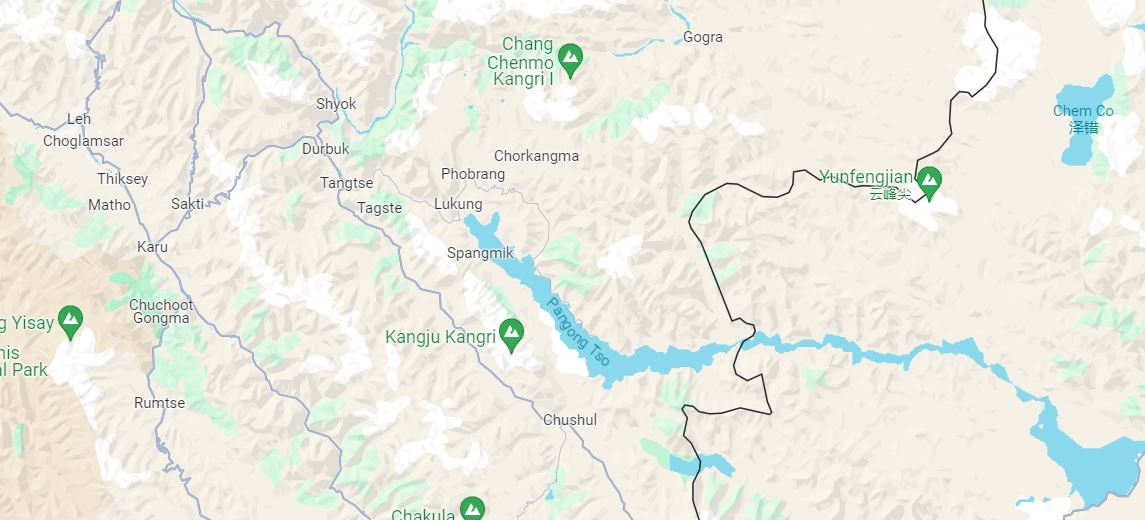 Gogra
Chang
Chenmo
Kangri I
Shyok
Chem Co
泽错
Leh
Choglamsar
Durbuk
Chorkangma
Thiksey
Tangtse
Phobrang
Yunfengjian
云峰尖
Matho
Sakti
Tagste
Lukung
Karu
Spangmik
Chuchoot
Gongma
g Yisay
Kangju Kangri
Pangong Tso
nis
al Park
Rumtse
Chushul
Chakula